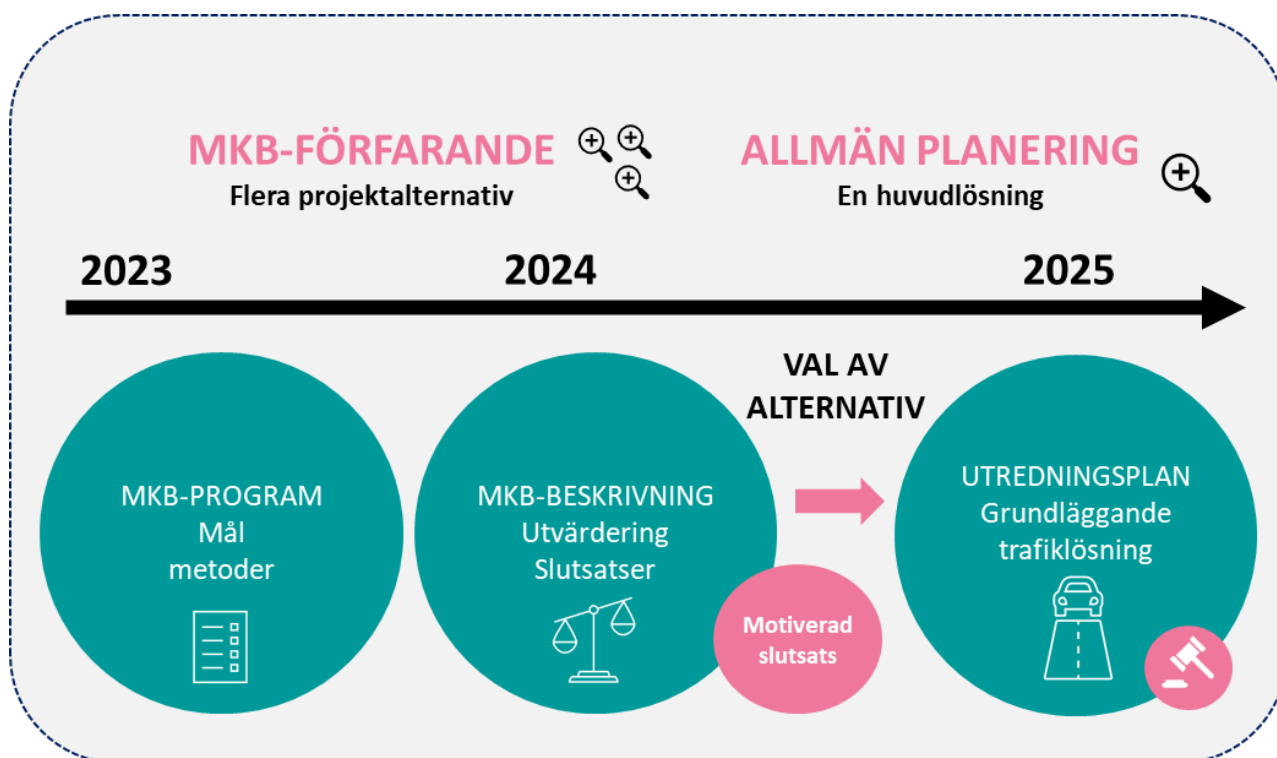 MKB-FÖRFARANDE
Flera projektalternativ
ALLMÄN PLANERING
En huvudlösning
2023
2024
2025
VAL AV
ALTERNATIV
MKB-PROGRAM
Mål
metoder
MKB-BESKRIVNING
Utvärdering
Slutsatser
Motiverad
slutsats
UTREDNINGSPLAN
Grundläggande
trafiklösning